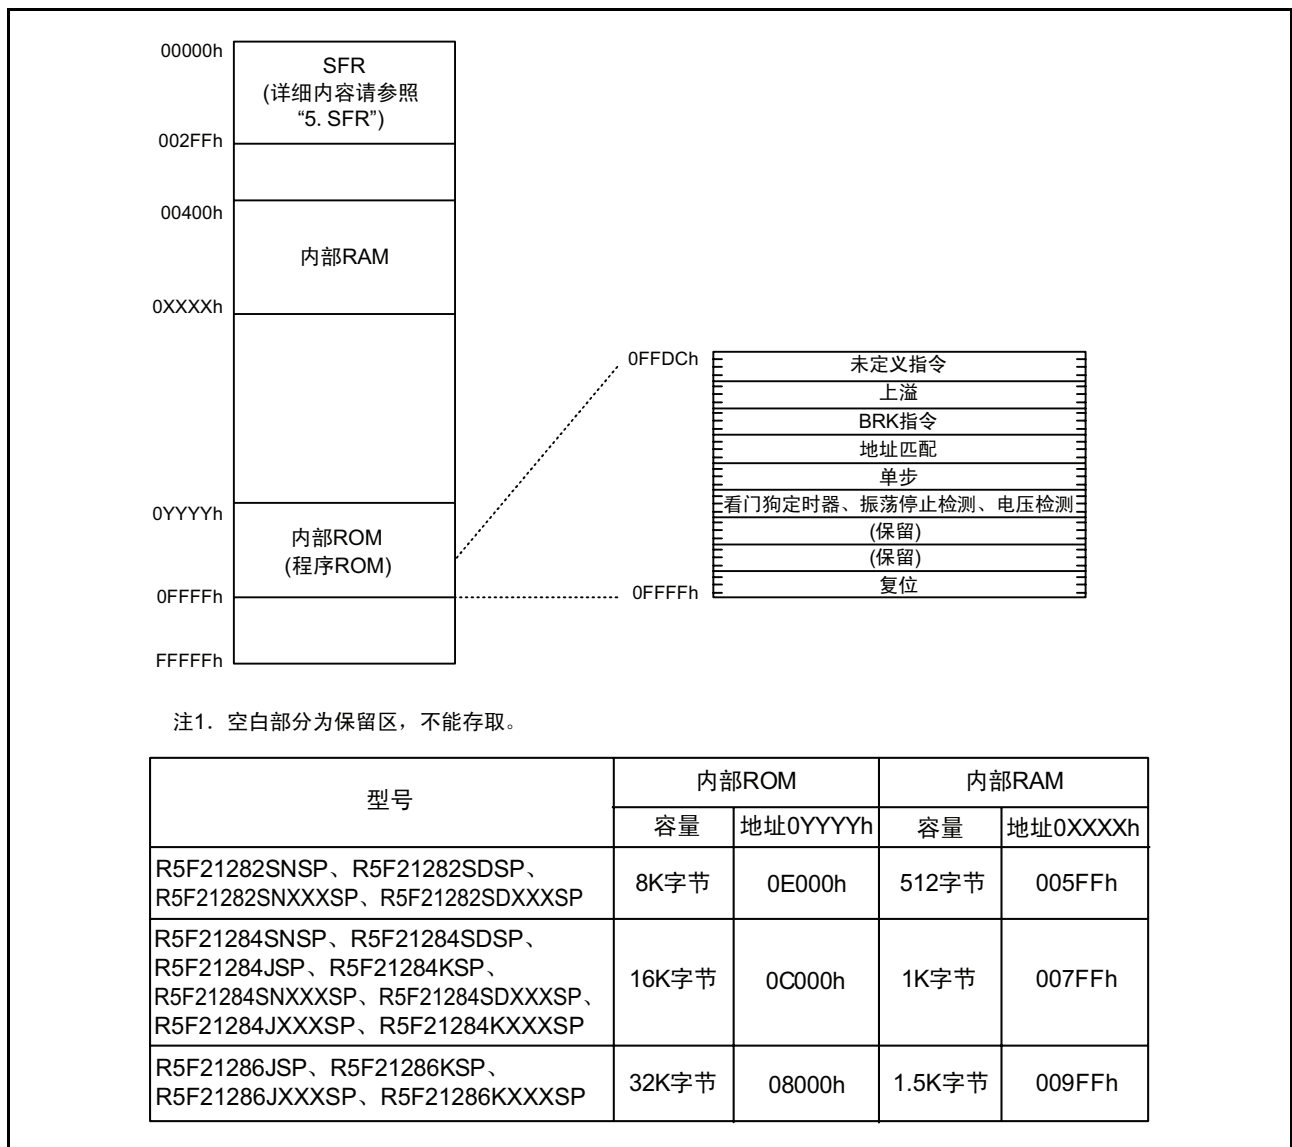 00000h
SFR
(详细内容请参照
“5. SFR”)
002FFh
00400h
内部RAM
0XXXXh
0YYYYh
内部ROM
(程序ROM)
0FFFFh
FFFFFh
0FFDCh
未定义指令
上溢
BRK指令
地址匹配
单步
看门狗定时器、振荡停止检测、电压检测
(保留)
(保留)
复位
0FFFFh
注1. 空白部分为保留区，不能存取。
型号
内部ROM
内部RAM
容量
地址0YYYYh
容量
地址0XXXXh
R5F21282SNSP、R5F21282SDSP、
R5F21282SNXXXSP、R5F21282SDXXXSP
8K字节
0E000h
512字节
005FFh
R5F21284SNSP、R5F21284SDSP、
R5F21284JSP、R5F21284KSP、
R5F21284SNXXXSP、R5F21284SDXXXSP、
R5F21284JXXXSP、R5F21284KXXXSP
16K字节
0C000h
1K字节
007FFh
R5F21286JSP、R5F21286KSP、
R5F21286JXXXSP、R5F21286KXXXSP
32K字节
08000h
1.5K字节
009FFh